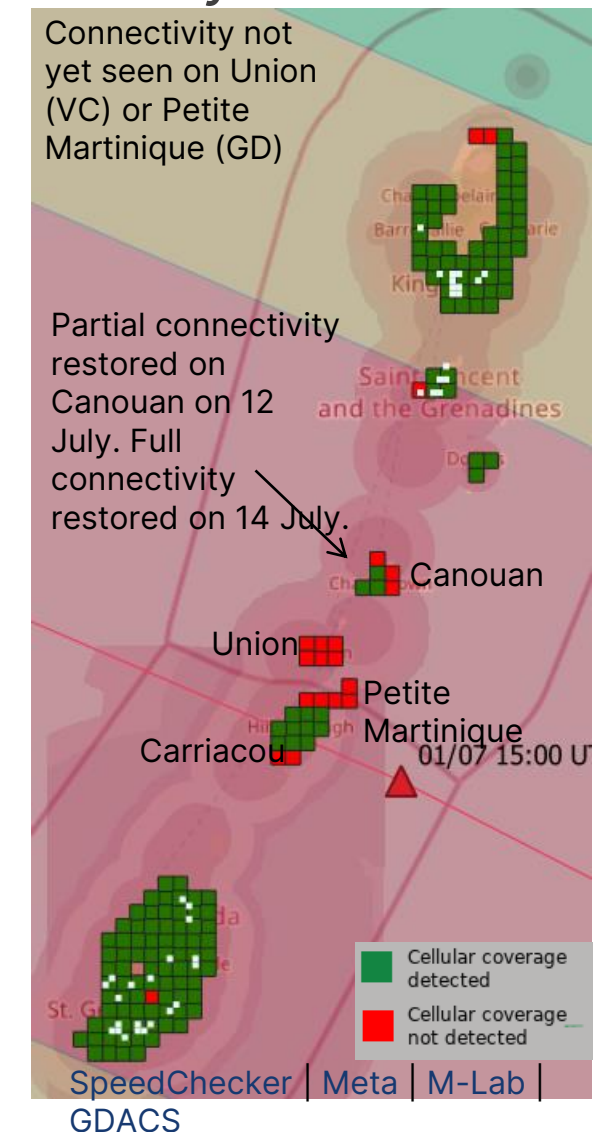 Connectivity not
yet seen on Union
(VC) or Petite
Martinique (GD)
Partial connectivity
restored on
Canouan on 12
July. Full
connectivity
restored on 14 July.
Saint Vincent
and the Grenadines
Canouan
Union
Petite
Martinique
Carriacou
01/07 15:00 UT
St. G
Cellular coverage
detected
Cellular coverage
not detected
SpeedChecker | Meta | M-Lab |
GDACS